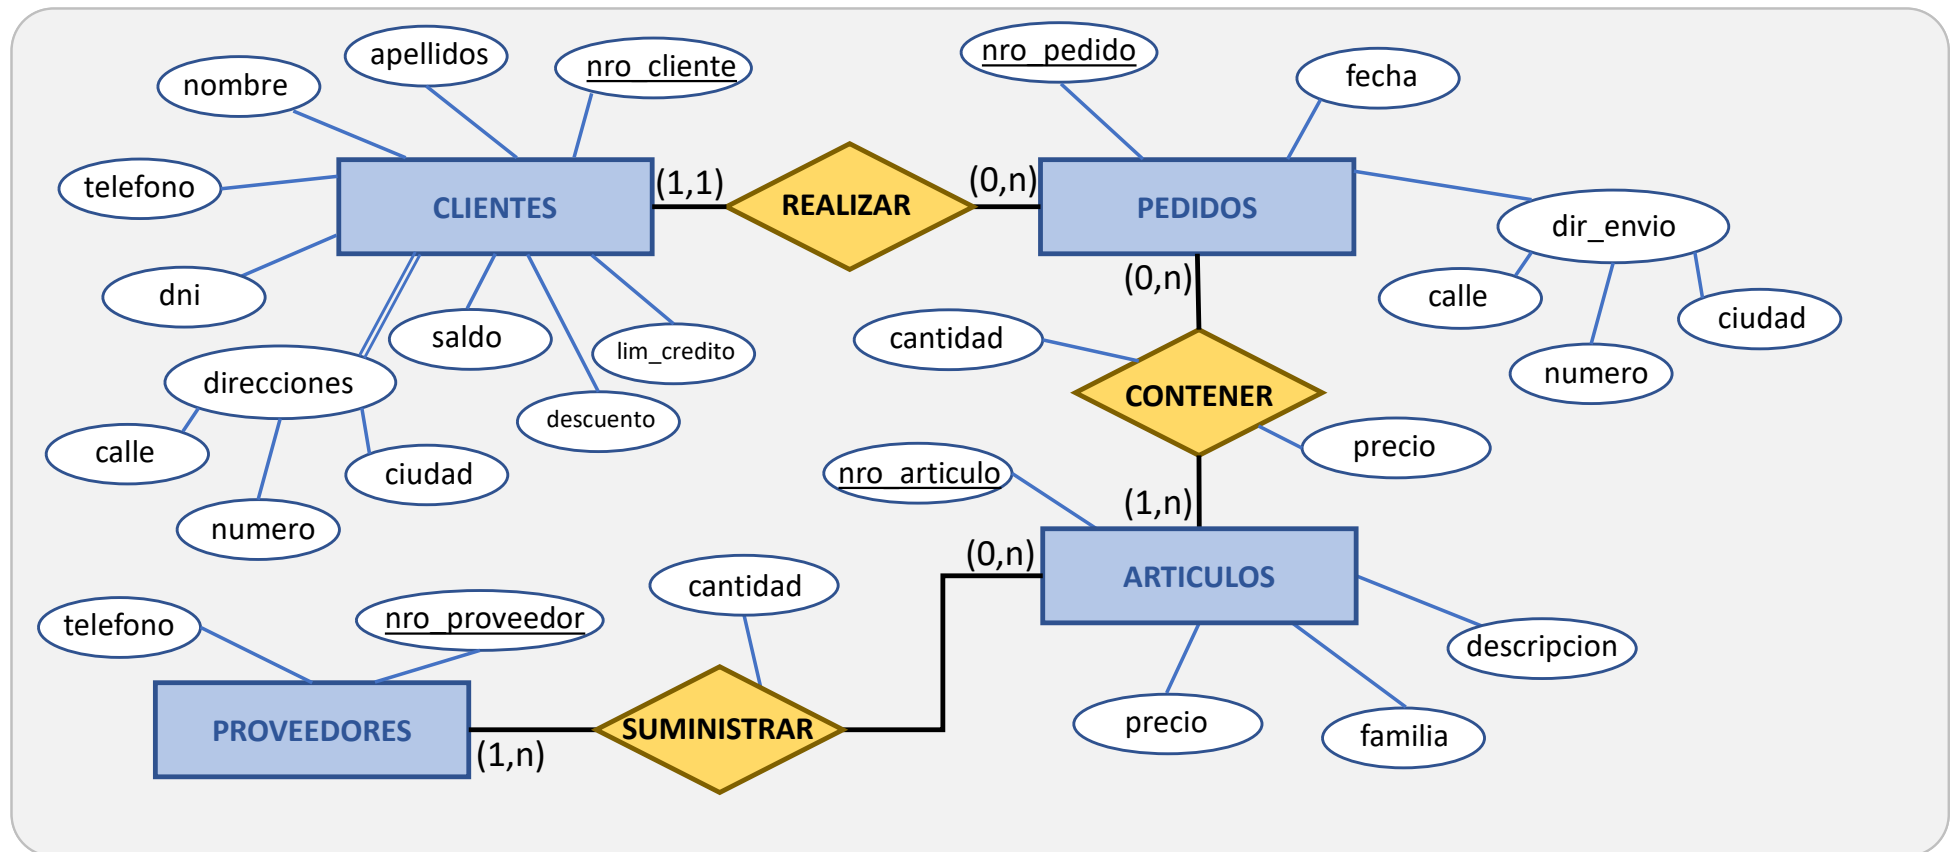 apellidos
nro_cliente
nombre
telefono
CLIENTES
(1,1)
REALIZAR
(0,n)
nro_pedido
fecha
PEDIDOS
dir_envio
calle
numero
ciudad
dni
saldo
lim_credito
direcciones
descuento
calle
ciudad
numero
(0,n)
cantidad
CONTENER
precio
nro_articulo
(1,n)
(0,n)
ARTICULOS
descripcion
precio
familia
cantidad
telefono
nro_proveedor
PROVEEDORES
(1,n)
SUMINISTRAR